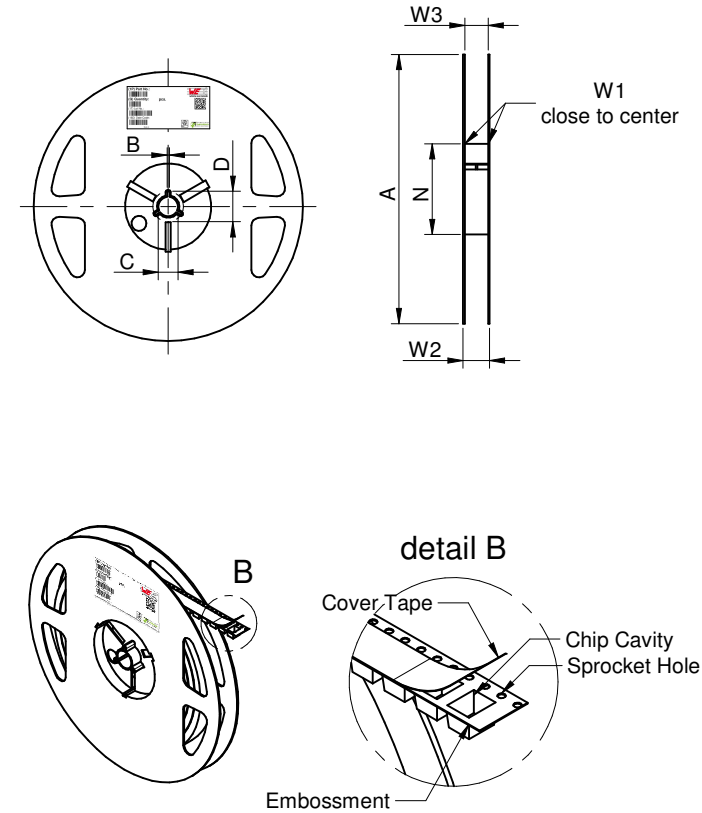 W3
W1
close to center
B
D
A
N
C
W2
detail B
B
Cover Tape
Chip Cavity
Sprocket Hole
Embossment